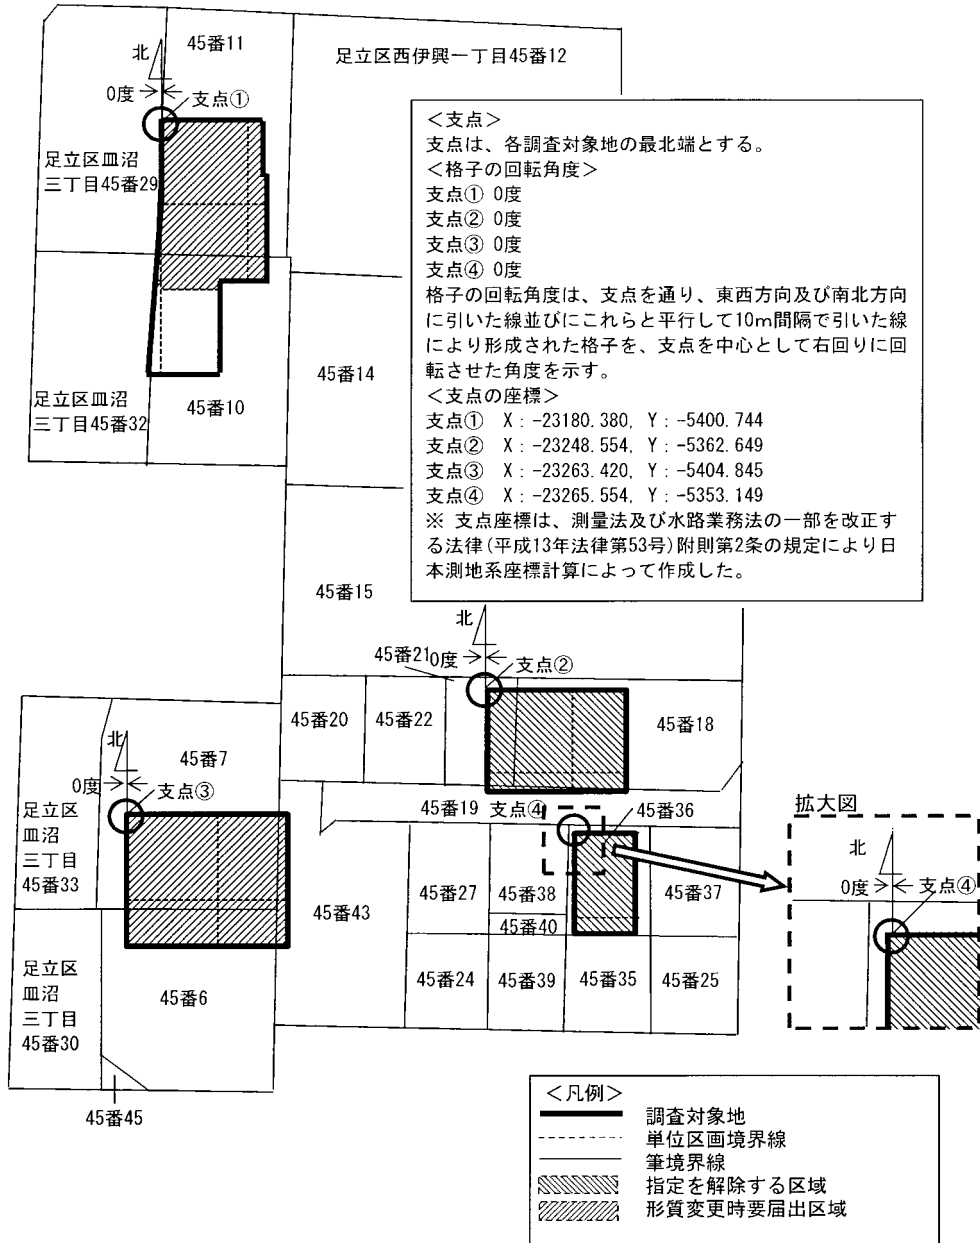 45番11
北
足立区西伊興一丁目45番12
0度
支点①
足立区皿沼
三丁目45番29
<支点>
支点は、各調査対象地の最北端とする。
<格子の回転角度>
支点① 0度
支点② 0度
支点③ 0度
支点④ 0度
格子の回転角度は、支点を通り、東西方向及び南北方向
に引いた線並びにこれらと平行して10m間隔で引いた線
により形成された格子を、支点を中心として右回りに回
転させた角度を示す。
<支点の座標>
支点① X:-23180.380, Y:-5400.744
支点② X:-23248.554, Y:-5362.649
支点③ X:-23263.420, Y:-5404.845
支点④ X:-23265.554, Y:-5353.149
※ 支点座標は、測量法及び水路業務法の一部を改正す
る法律(平成13年法律第53号)附則第2条の規定により日
本測地系座標計算によって作成した。
45番14
足立区皿沼
三丁目45番32
45番10
45番15
北
45番21
0度
支点②
45番20
45番22
45番18
北
45番7
0度
支点③
足立区
皿沼
三丁目
45番33
45番19
支点④
45番36
45番43
45番27
45番38
45番37
45番40
拡大図
北
0度
支点④
足立区
皿沼
三丁目
45番30
45番6
45番24
45番39
45番35
45番25
45番45
<凡例>
調査対象地
単位区画境界線
筆境界線
指定を解除する区域
形質変更時要届出区域